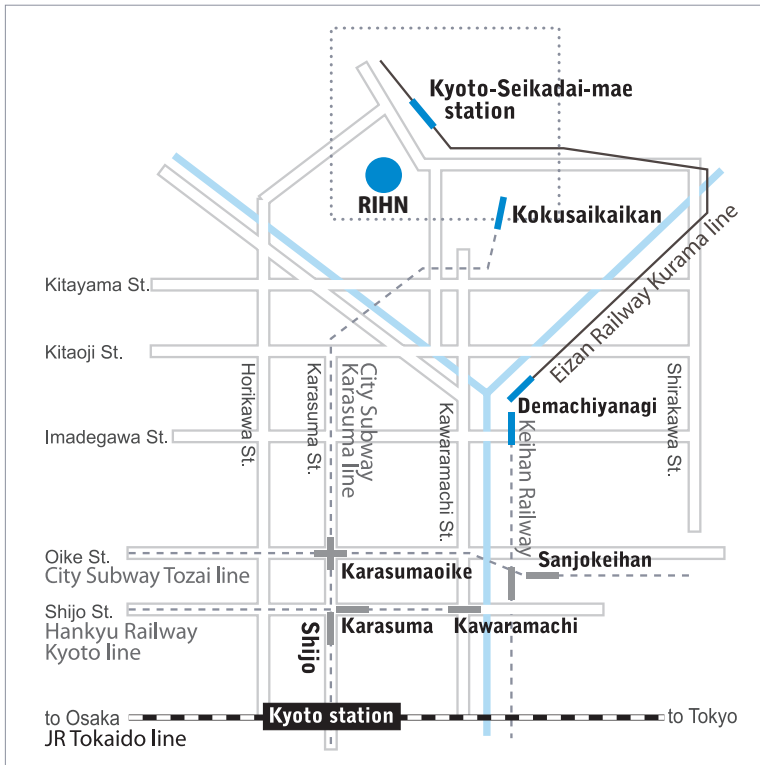 Kyoto-Seikadai-mae
station
RIHN
Kokusaikaikan
Kitayama St.
Kitaoji St.
Imadegawa St.
Horikawa St.
Karasuma St.
City Subway
Karasuma line
Kawaramachi St.
Eizan Railway Kurama line
Shirakawa St.
Demachiyanagi
Keihan Railway
Oike St.
City Subway Tozai line
Karasumaoike
Sanjokeihan
Shijo St.
Hankyu Railway
Kyoto line
Shijo
Karasuma
Kawaramachi
to Osaka
Kyoto station
to Tokyo
JR Tokaido line